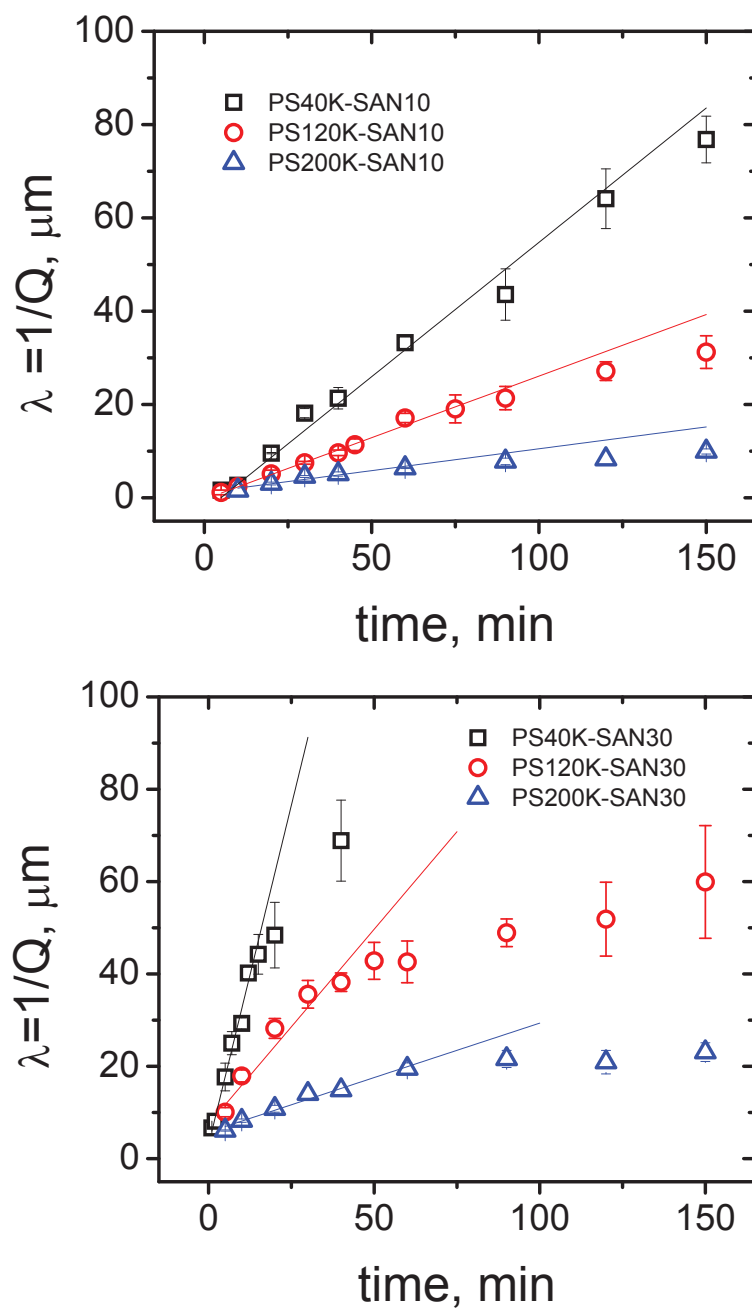 100
80
60
40
20
0
λ =1/Q, μm
PS40K-SAN10
PS120K-SAN10
PS200K-SAN10
0 50 100 150
time, min
100
80
60
40
20
0
λ=1/Q, μm
PS40K-SAN30
PS120K-SAN30
PS200K-SAN30
0 50 100 150
time, min